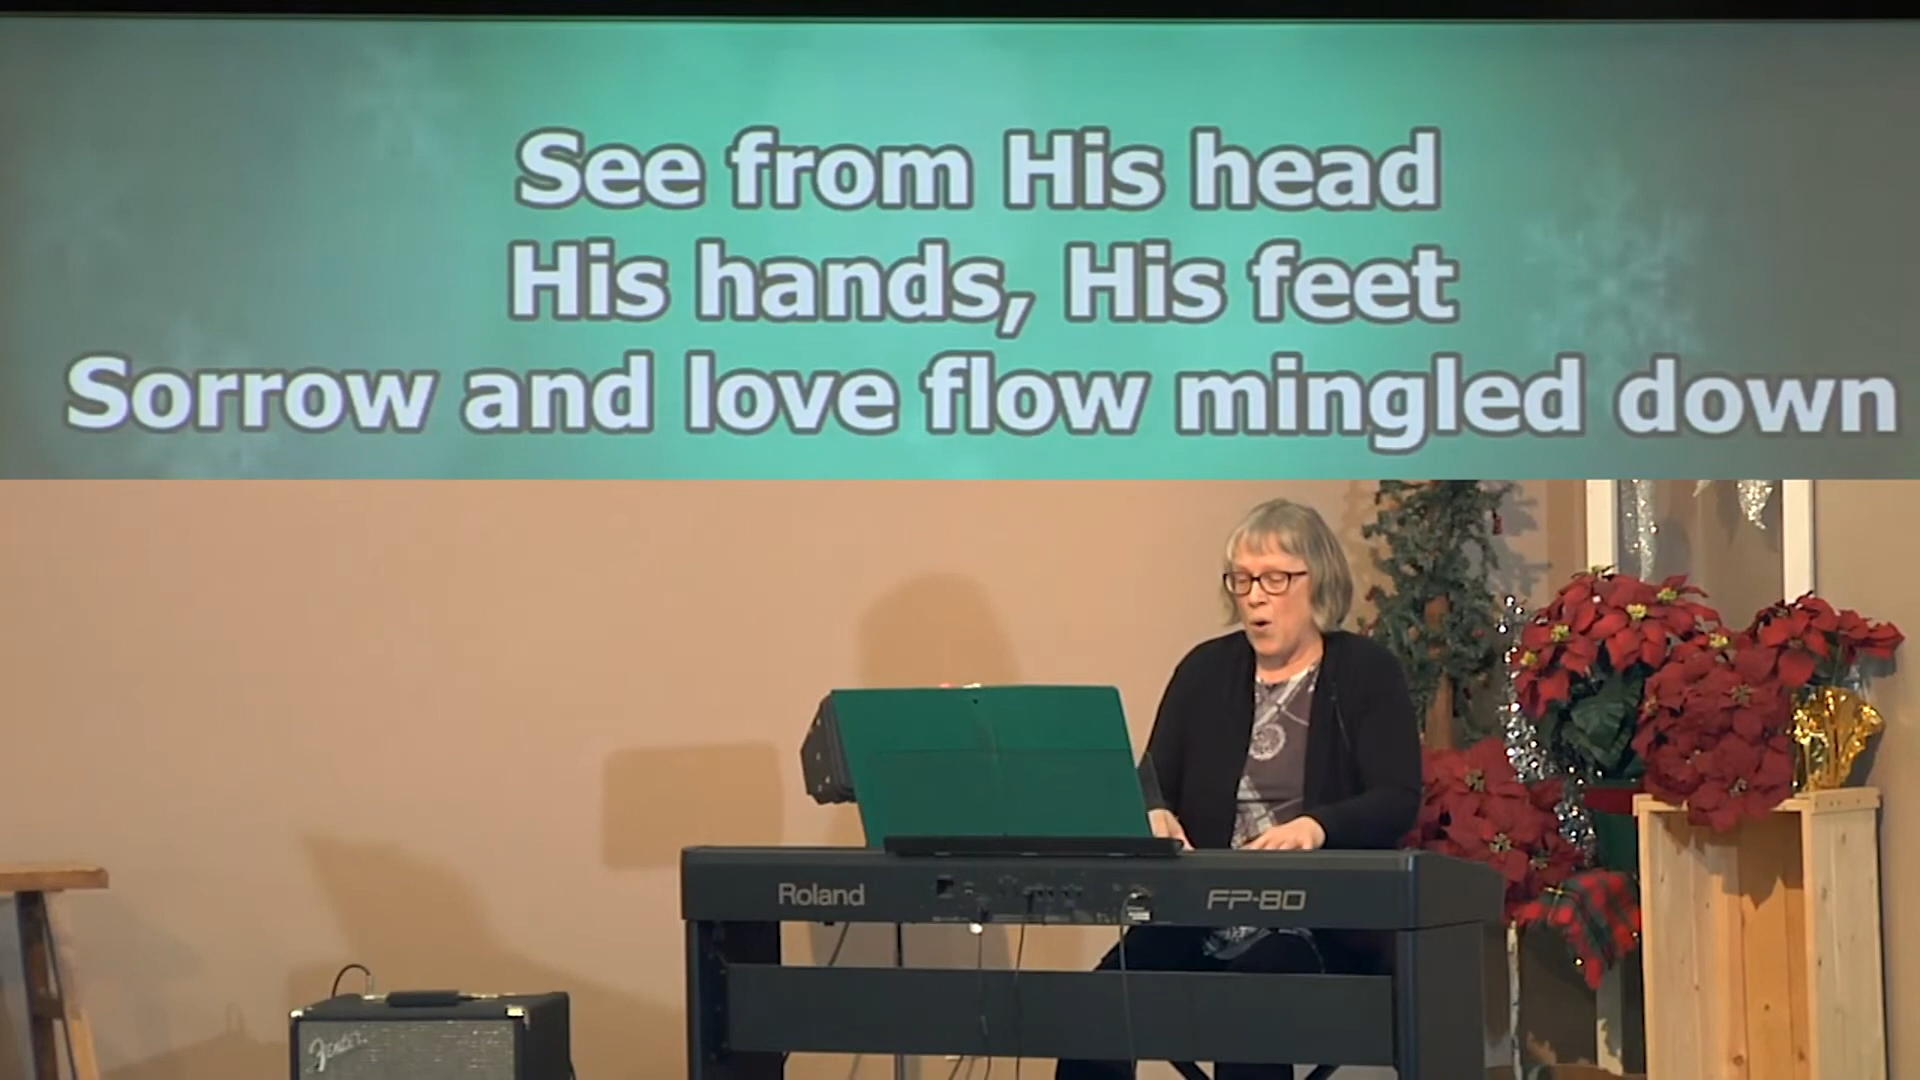 See from His head
His hands, His feet
Sorrow and love flow mingled down
Roland
FP-80
Fender